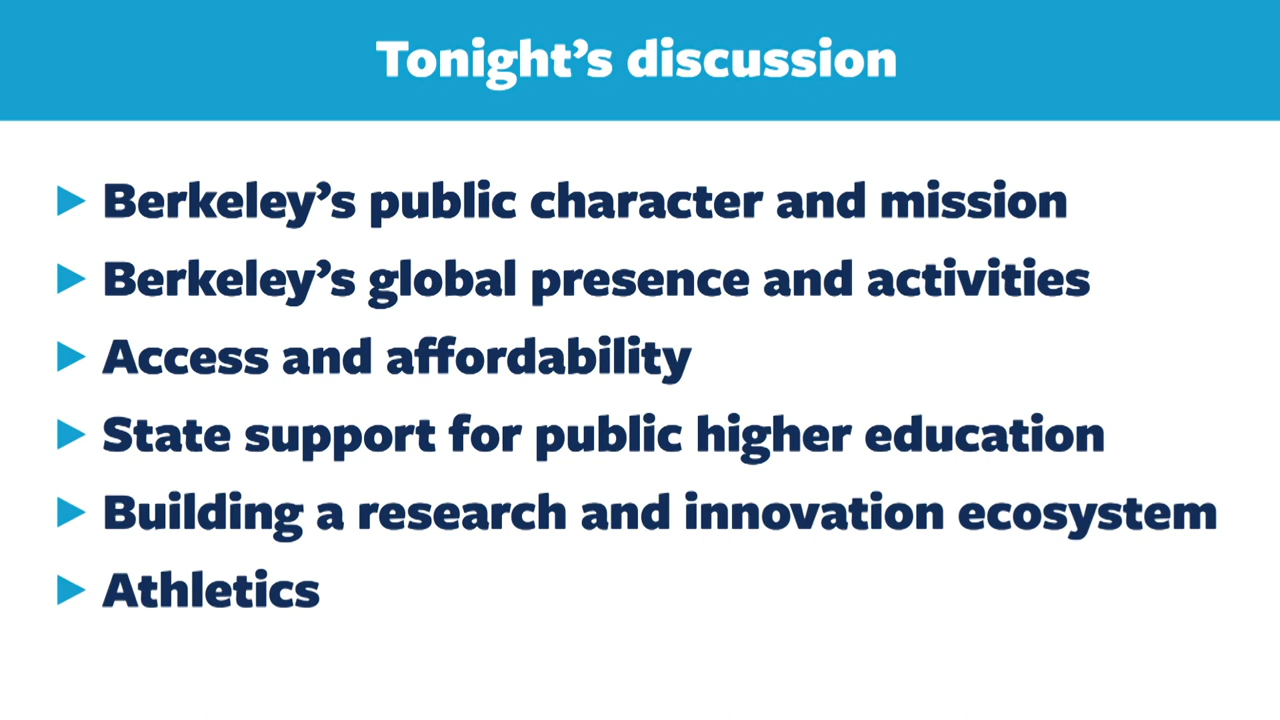 Tonight’s discussion
▶ Berkeley’s public character and mission
▶ Berkeley’s global presence and activities
▶ Access and affordability
▶ State support for public higher education
▶ Building a research and innovation ecosystem
▶ Athletics